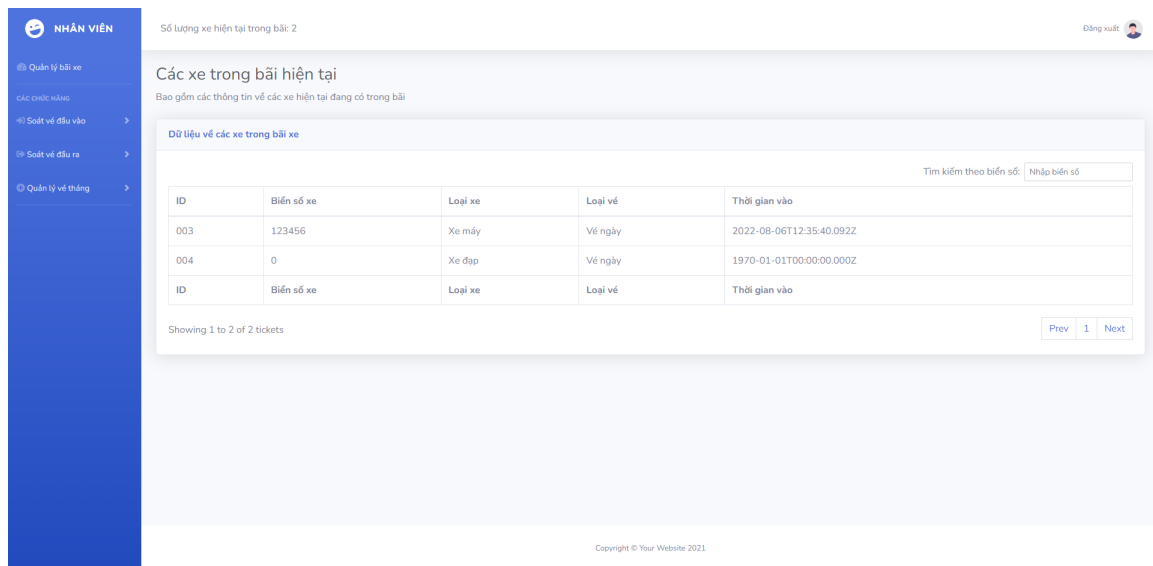 NHÂN VIÊN
Số lượng xe hiện tại trong bãi: 2
Đăng xuất
Quản lý bãi xe
CÁC CHỨC NĂNG
Soát vé đầu vào
Soát vé đầu ra
Quản lý vé tháng
Các xe trong bãi hiện tại
Bao gồm các thông tin về các xe hiện tại đang có trong bãi
Dữ liệu về các xe trong bãi xe
Tìm kiếm theo biển số: Nhập biển số
ID Biển số xe Loại xe Loại vé Thời gian vào
003 123456 Xe máy Vé ngày 2022-08-06T12:35:40.092Z
004 0 Xe đạp Vé ngày 1970-01-01T00:00:00.000Z
ID Biển số xe Loại xe Loại vé Thời gian vào
Showing 1 to 2 of 2 tickets
Prev 1 Next
Copyright © Your Website 2021